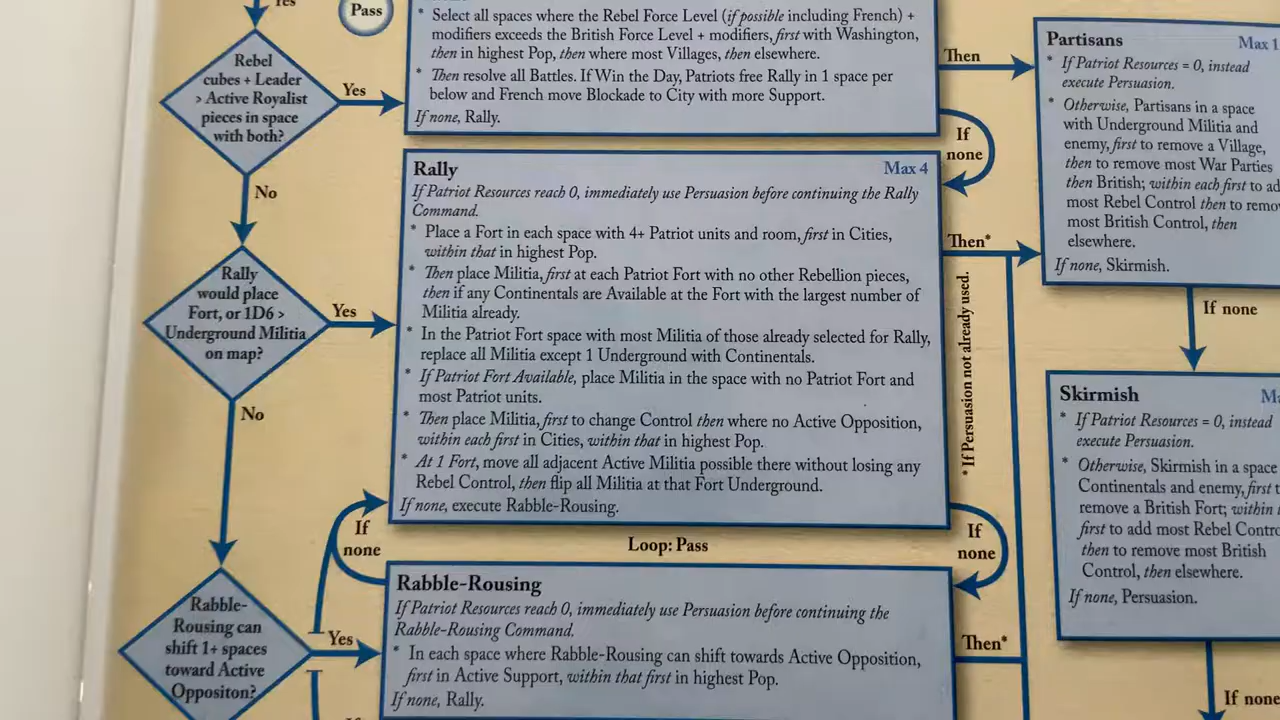 Yes
Pass
Rebel
cubes + Leader
> Active Royalist
pieces in space
with both?
Yes
No
Rally
would place
Fort, or 1D6 >
Underground Militia
on map?
Yes
No
Rabble-
Rousing can
shift 1+ spaces
toward Active
Oppositon?
Yes
* Select all spaces where the Rebel Force Level (if possible including French) +
modifiers exceeds the British Force Level + modifiers, first with Washington,
then in highest Pop, then where most Villages, then elsewhere.
* Then resolve all Battles. If Win the Day, Patriots free Rally in 1 space per
below and French move Blockade to City with more Support.
If none, Rally.
Then
If
none
Rally
Max 4
If Patriot Resources reach 0, immediately use Persuasion before continuing the Rally
Command.
* Place a Fort in each space with 4+ Patriot units and room, first in Cities,
within that in highest Pop.
* Then place Militia, first at each Patriot Fort with no other Rebellion pieces,
then if any Continentals are Available at the Fort with the largest number of
Militia already.
* In the Patriot Fort space with most Militia of those already selected for Rally,
replace all Militia except 1 Underground with Continentals.
* If Patriot Fort Available, place Militia in the space with no Patriot Fort and
most Patriot units.
* Then place Militia, first to change Control then where no Active Opposition,
within each first in Cities, within that in highest Pop.
* At 1 Fort, move all adjacent Active Militia possible there without losing any
Rebel Control, then flip all Militia at that Fort Underground.
If none, execute Rabble-Rousing.
Then*
* If Persuasion not already used.
If
none
Loop: Pass
If
none
Rabble-Rousing
If Patriot Resources reach 0, immediately use Persuasion before continuing the
Rabble-Rousing Command.
* In each space where Rabble-Rousing can shift towards Active Opposition,
first in Active Support, within that first in highest Pop.
If none, Rally.
Then*
Partisans
Max 1
* If Patriot Resources = 0, instead
execute Persuasion.
* Otherwise, Partisans in a space
with Underground Militia and
enemy, first to remove a Village,
then to remove most War Parties
then British; within each first to ad
most Rebel Control then to remo
most British Control, then
elsewhere.
If none, Skirmish.
If none
Skirmish
* If Patriot Resources = 0, instead
execute Persuasion.
* Otherwise, Skirmish in a space
Continentals and enemy, first t
remove a British Fort; within
first to add most Rebel Contro
then to remove most British
Control, then elsewhere.
If none, Persuasion.
If none